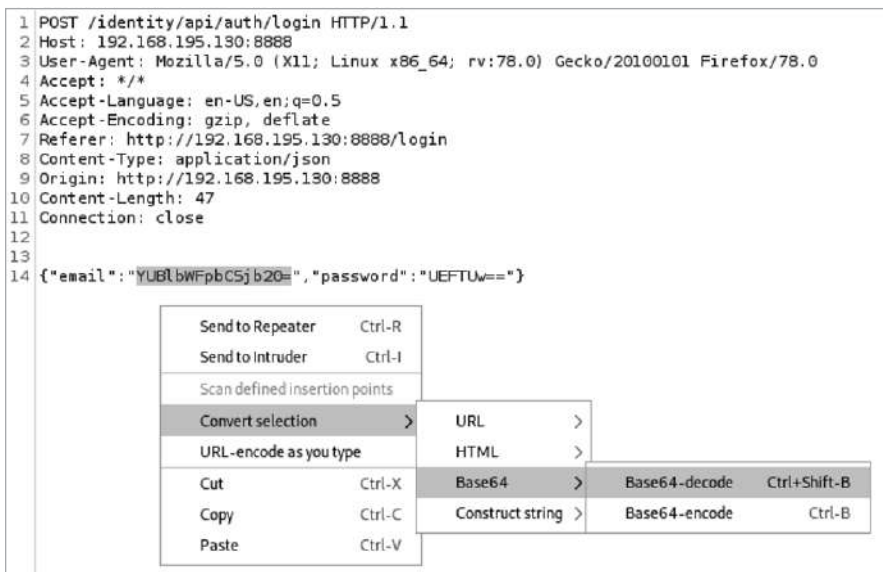 1 POST /identity/api/auth/login HTTP/1.1
2 Host: 192.168.195.130:8888
3 User-Agent: Mozilla/5.0 (X11; Linux x86_64; rv:78.0) Gecko/20100101 Firefox/78.0
4 Accept: */*
5 Accept-Language: en-US,en;q=0.5
6 Accept-Encoding: gzip, deflate
7 Referer: http://192.168.195.130:8888/login
8 Content-Type: application/json
9 Origin: http://192.168.195.130:8888
10 Content-Length: 47
11 Connection: close
12
13
14 {"email":"YUBlbWFpbC5jb20=","password":"UEFTUw=="}
Send to Repeater Ctrl-R
Send to Intruder Ctrl-I
Scan defined insertion points
Convert selection >
URL-encode as you type
Cut Ctrl-X
Copy Ctrl-C
Paste Ctrl-V
URL >
HTML >
Base64 >
Construct string >
Base64-decode Ctrl+Shift-B
Base64-encode Ctrl-B